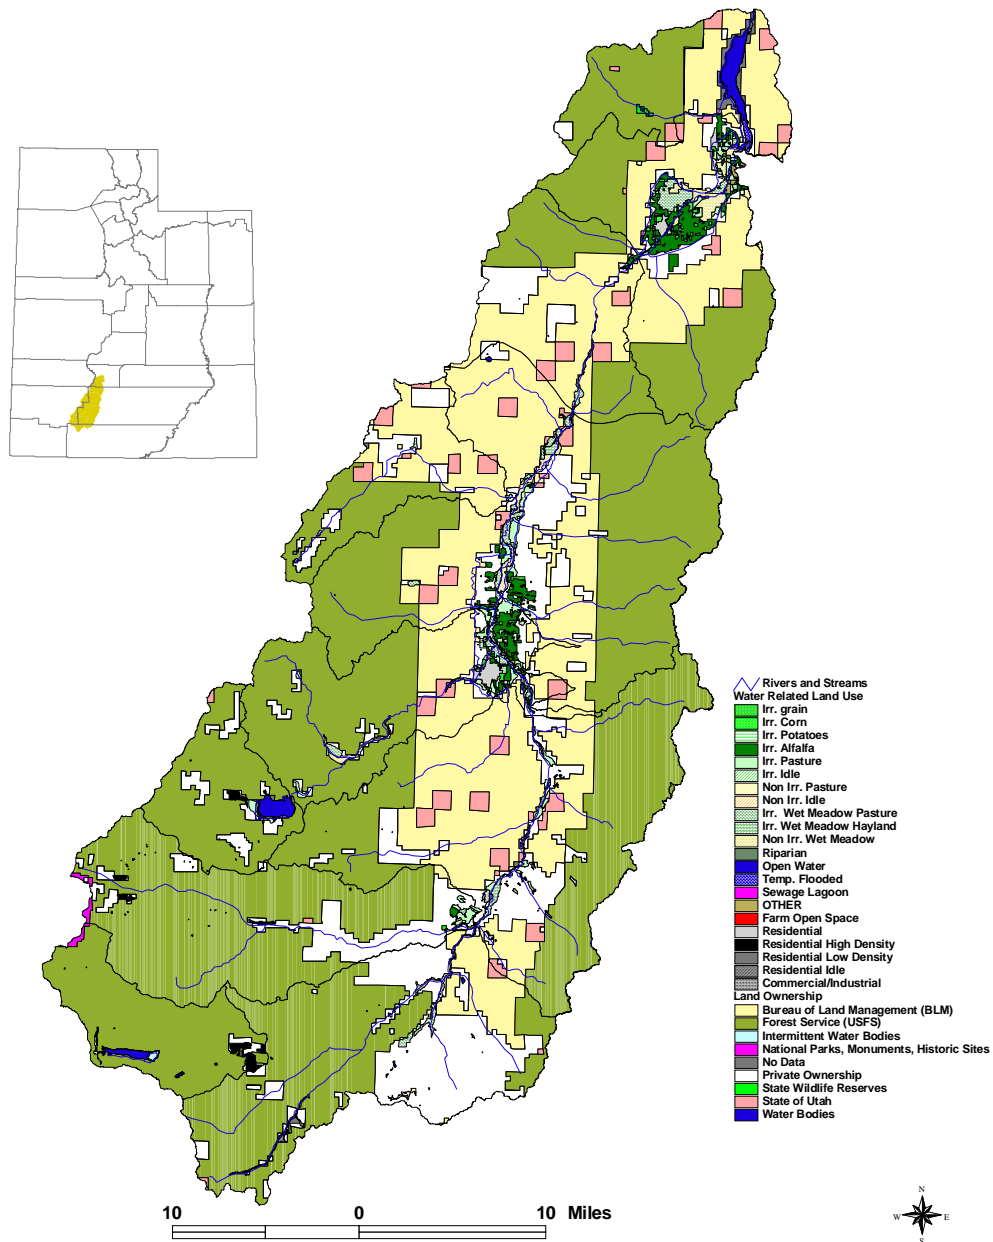 Rivers and Streams
Water Related Land Use
Irr. grain
Irr. Corn
Irr. Potatoes
Irr. Alfalfa
Irr. Pasture
Irr. Idle
Non Irr. Pasture
Non Irr. Idle
Irr. Wet Meadow Pasture
Irr. Wet Meadow Hayland
Non Irr. Wet Meadow
Riparian
Open Water
Temp. Flooded
Sewage Lagoon
OTHER
Farm Open Space
Residential
Residential High Density
Residential Low Density
Residential Idle
Commercial/Industrial
Land Ownership
Bureau of Land Management (BLM)
Forest Service (USFS)
Intermittent Water Bodies
National Parks, Monuments, Historic Sites
No Data
Private Ownership
State Wildlife Reserves
State of Utah
Water Bodies
10 0 10 Miles
N
W E
S